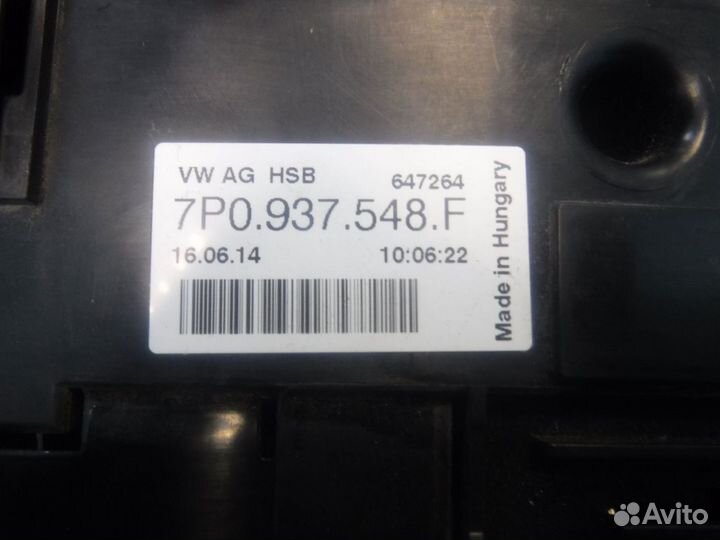 VW AG HSB 647264
7P0.937.548.F
16.06.14 10:06:22
Made in Hungary
Avito